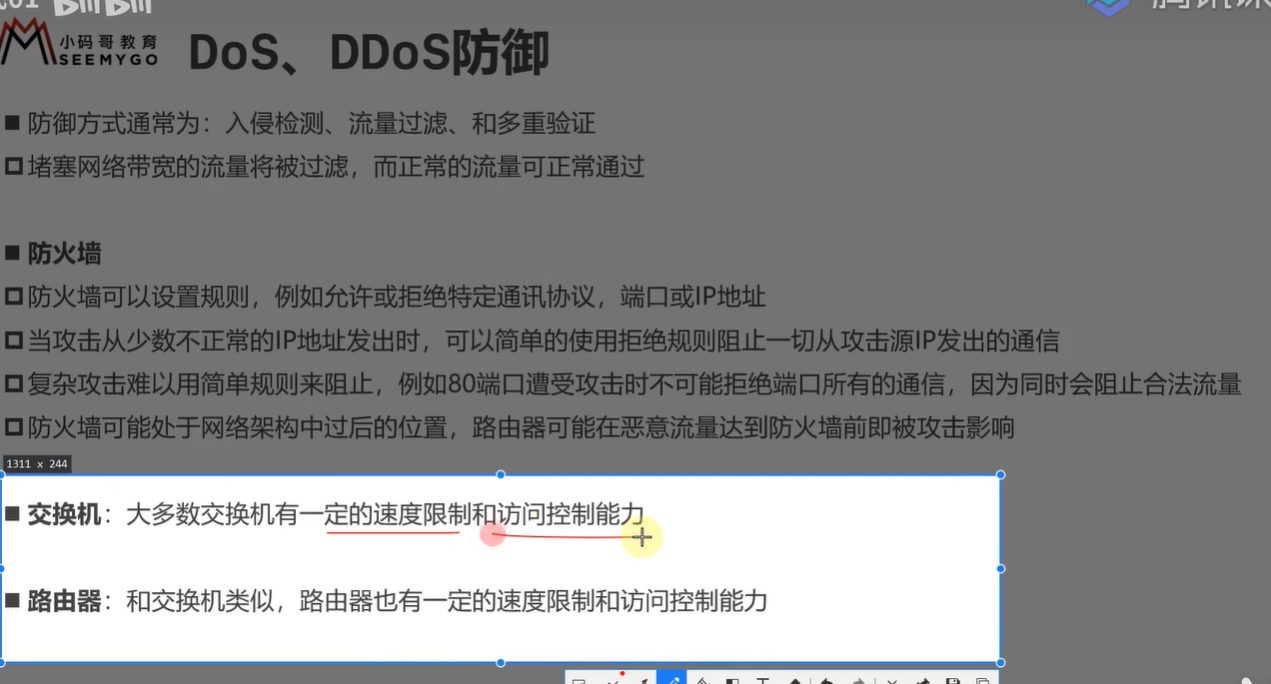 小码哥教育
SEEMYGO
DoS、DDoS防御
■ 防御方式通常为：入侵检测、流量过滤、和多重验证
堵塞网络带宽的流量将被过滤，而正常的流量可正常通过
■ 防火墙
防火墙可以设置规则，例如允许或拒绝特定通讯协议，端口或IP地址
当攻击从少数不正常的IP地址发出时，可以简单的使用拒绝规则阻止一切从攻击源IP发出的通信
复杂攻击难以用简单规则来阻止，例如80端口遭受攻击时不可能拒绝端口所有的通信，因为同时会阻止合法流量
防火墙可能处于网络架构中过后的位置，路由器可能在恶意流量达到防火墙前即被攻击影响
1311 x 244
■ 交换机：大多数交换机有一定的速度限制和访问控制能力
■ 路由器：和交换机类似，路由器也有一定的速度限制和访问控制能力